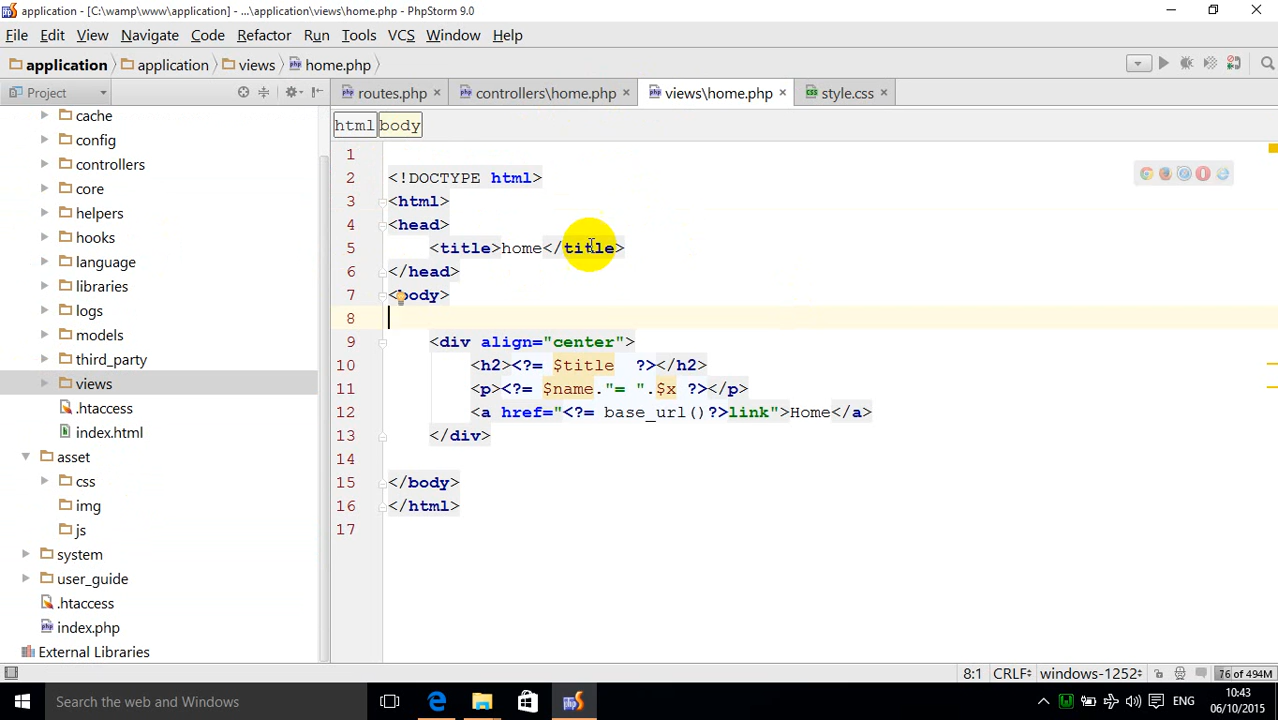 application - [C:\wamp\www\application] - ...\application\views\home.php - PhpStorm 9.0
File Edit View Navigate Code Refactor Run Tools VCS Window Help
application application views home.php
Project
routes.php controllers\home.php views\home.php style.css
html body
cache
config
controllers
core
helpers
hooks
language
libraries
logs
models
third_party
views
.htaccess
index.html
asset
css
img
js
system
user_guide
.htaccess
index.php
External Libraries
1
2 <!DOCTYPE html>
3 <html>
4 <head>
5 <title>home</title>
6 </head>
7 <body>
8
9 <div align="center">
10 <h2><?= $title ?></h2>
11 <p><?= $name."= ".$x ?></p>
12 <a href="<?= base_url()?>link">Home</a>
13 </div>
14
15 </body>
16 </html>
17
8:1 CRLF÷ windows-1252÷ 76 of 494M
Search the web and Windows
ENG
10:43
06/10/2015